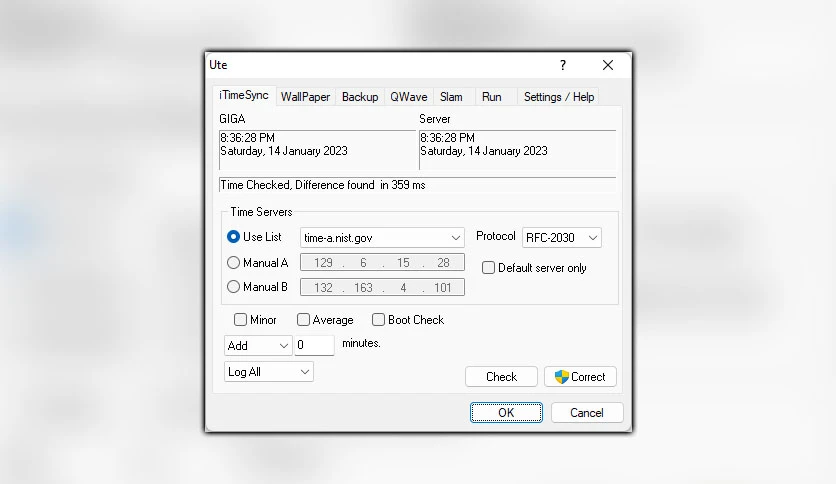 Ute
?
iTimeSync WallPaper Backup QWave Slam Run Settings / Help
GIGA Server
8:36:28 PM 8:36:28 PM
Saturday, 14 January 2023 Saturday, 14 January 2023
Time Checked, Difference found in 359 ms
Time Servers
Use List time-a.nist.gov Protocol RFC-2030
Manual A 129 . 6 . 15 . 28 Default server only
Manual B 132 . 163 . 4 . 101
Minor Average Boot Check
Add 0 minutes.
Log All
Check Correct
OK Cancel